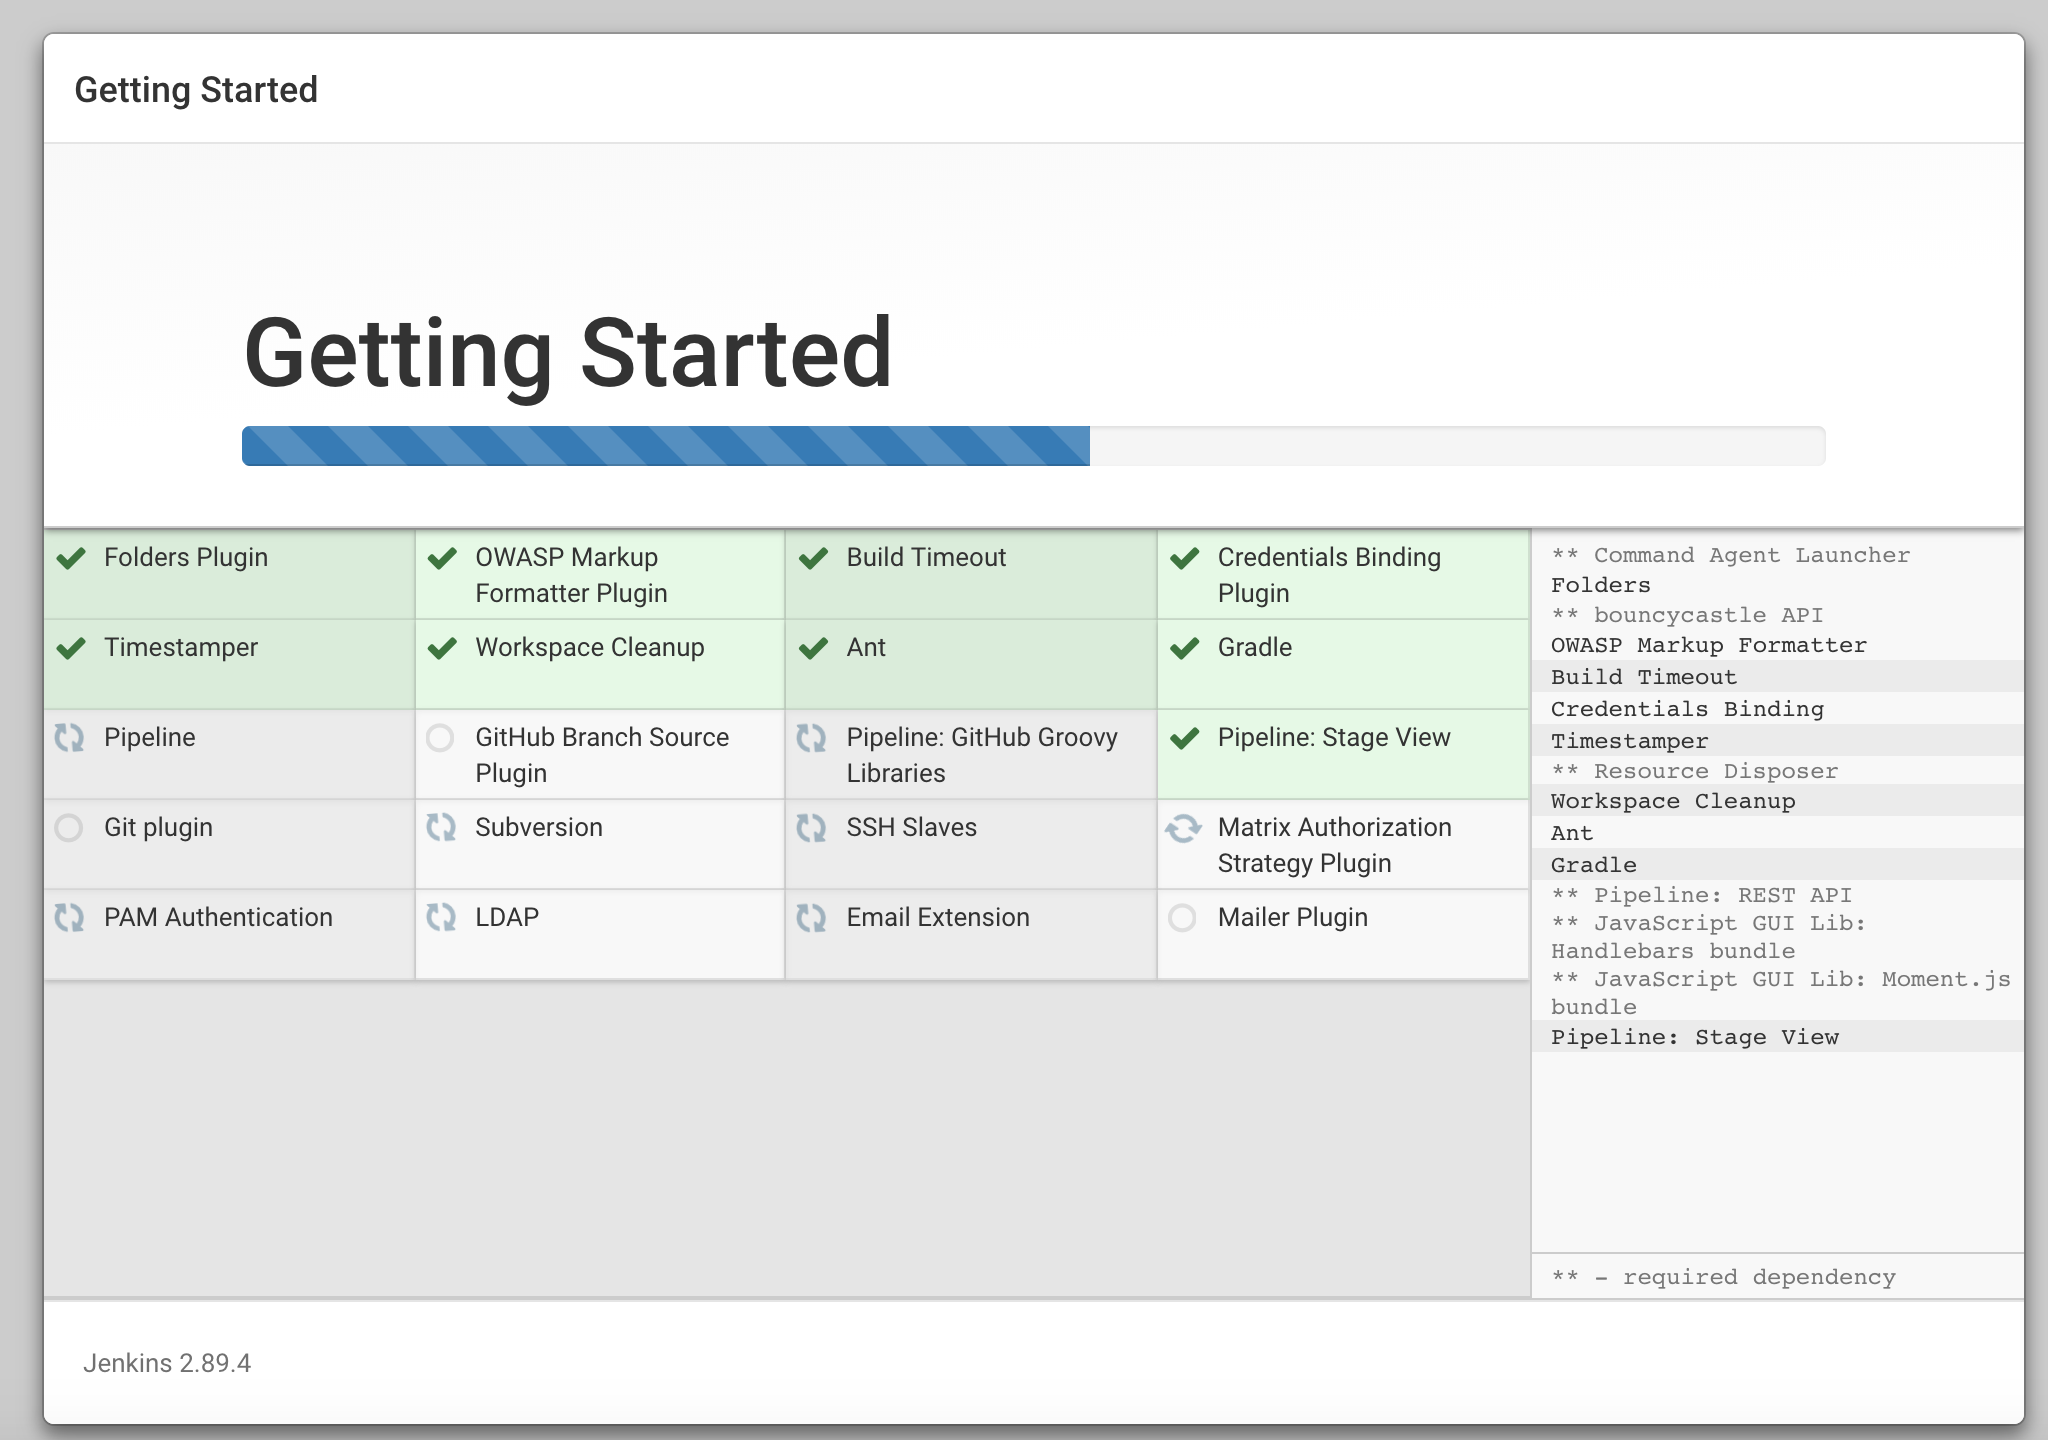 Getting Started
Getting Started
Folders Plugin
OWASP Markup
Formatter Plugin
Build Timeout
Credentials Binding
Plugin
Timestamper
Workspace Cleanup
Ant
Gradle
Pipeline
GitHub Branch Source
Plugin
Pipeline: GitHub Groovy
Libraries
Pipeline: Stage View
Git plugin
Subversion
SSH Slaves
Matrix Authorization
Strategy Plugin
PAM Authentication
LDAP
Email Extension
Mailer Plugin
** Command Agent Launcher
Folders
** bouncycastle API
OWASP Markup Formatter
Build Timeout
Credentials Binding
Timestamper
** Resource Disposer
Workspace Cleanup
Ant
Gradle
** Pipeline: REST API
** JavaScript GUI Lib:
Handlebars bundle
** JavaScript GUI Lib: Moment.js
bundle
Pipeline: Stage View
** - required dependency
Jenkins 2.89.4